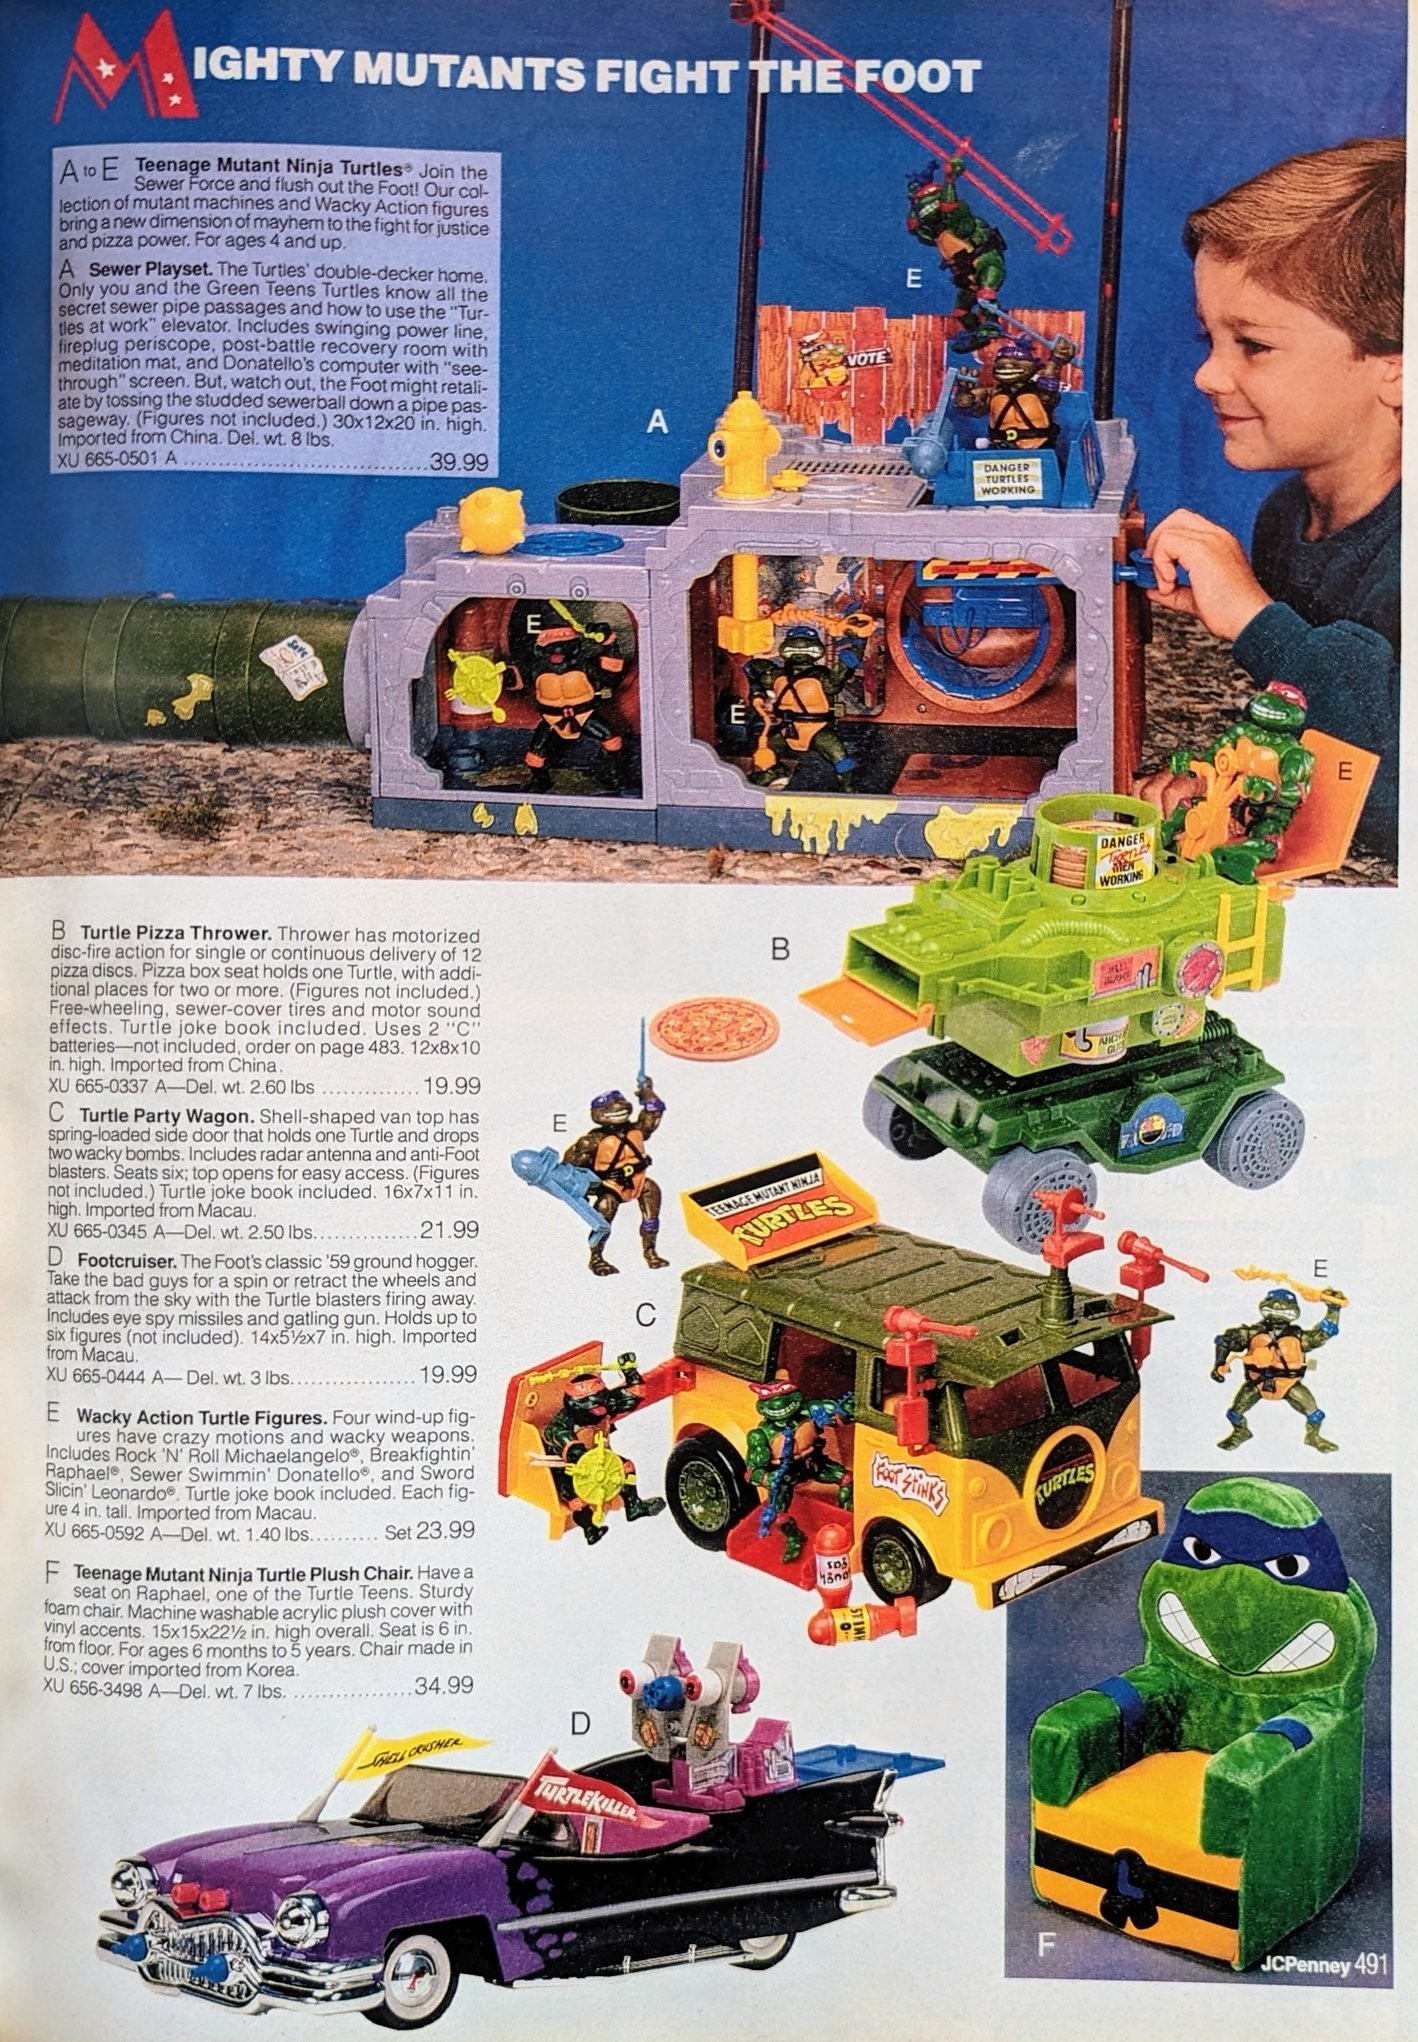 MIGHTY MUTANTS FIGHT THE FOOT
A to E Teenage Mutant Ninja Turtles® Join the
Sewer Force and flush out the Foot! Our col-
lection of mutant machines and Wacky Action figures
bring a new dimension of mayhem to the fight for justice
and pizza power. For ages 4 and up.
A Sewer Playset. The Turtles' double-decker home.
Only you and the Green Teens Turtles know all the
secret sewer pipe passages and how to use the "Tur-
tles at work" elevator. Includes swinging power line,
fireplug periscope, post-battle recovery room with
meditation mat, and Donatello's computer with "see-
through" screen. But, watch out, the Foot might retali-
ate by tossing the studded sewerball down a pipe pas-
sageway. (Figures not included.) 30x12x20 in. high.
Imported from China. Del. wt. 8 lbs.
XU 665-0501 A ................................39.99
E
VOTE
A
DANGER
TURTLES
WORKING
E
E
E
DANGER
TURTLES
MEN
WORKING
B Turtle Pizza Thrower. Thrower has motorized
disc-fire action for single or continuous delivery of 12
pizza discs. Pizza box seat holds one Turtle, with addi-
tional places for two or more. (Figures not included.)
Free-wheeling, sewer-cover tires and motor sound
effects. Turtle joke book included. Uses 2 "C"
batteries—not included, order on page 483. 12x8x10
in. high. Imported from China.
XU 665-0337 A—Del. wt. 2.60 lbs ..............19.99
C Turtle Party Wagon. Shell-shaped van top has
spring-loaded side door that holds one Turtle and drops
two wacky bombs. Includes radar antenna and anti-Foot
blasters. Seats six; top opens for easy access. (Figures
not included.) Turtle joke book included. 16x7x11 in.
high. Imported from Macau.
XU 665-0345 A—Del. wt. 2.50 lbs...............21.99
D Footcruiser. The Foot's classic '59 ground hogger.
Take the bad guys for a spin or retract the wheels and
attack from the sky with the Turtle blasters firing away.
Includes eye spy missiles and gatling gun. Holds up to
six figures (not included). 14x5½x7 in. high. Imported
from Macau.
XU 665-0444 A— Del. wt. 3 lbs..................19.99
E Wacky Action Turtle Figures. Four wind-up fig-
ures have crazy motions and wacky weapons.
Includes Rock 'N' Roll Michaelangelo®, Breakfightin'
Raphael®, Sewer Swimmin' Donatello®, and Sword
Slicin' Leonardo®. Turtle joke book included. Each fig-
ure 4 in. tall. Imported from Macau.
XU 665-0592 A—Del. wt. 1.40 lbs.......... Set 23.99
F Teenage Mutant Ninja Turtle Plush Chair. Have a
seat on Raphael, one of the Turtle Teens. Sturdy
foam chair. Machine washable acrylic plush cover with
vinyl accents. 15x15x22½ in. high overall. Seat is 6 in.
from floor. For ages 6 months to 5 years. Chair made in
U.S.; cover imported from Korea.
XU 656-3498 A—Del. wt. 7 lbs. .................34.99
B
E
TEENAGE MUTANT NINJA
TURTLES
C
E
FOOT STINKS
TURTLES
D
SHELL CRUSHER
TURTLEKILLER
F
JCPenney 491